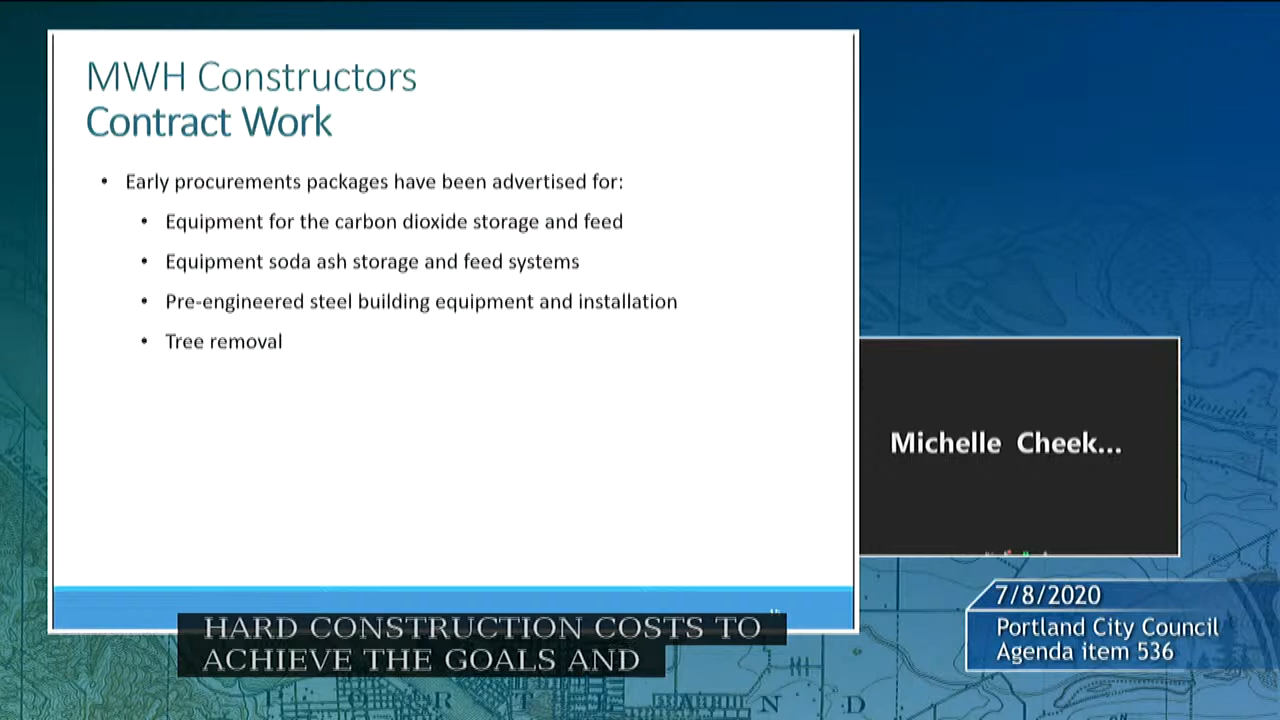 MWH Constructors
Contract Work
• Early procurements packages have been advertised for:
• Equipment for the carbon dioxide storage and feed
• Equipment soda ash storage and feed systems
• Pre-engineered steel building equipment and installation
• Tree removal
Michelle Cheek...
Slough
7/8/2020
Portland City Council
Agenda item 536
HARD CONSTRUCTION COSTS TO
ACHIEVE THE GOALS AND